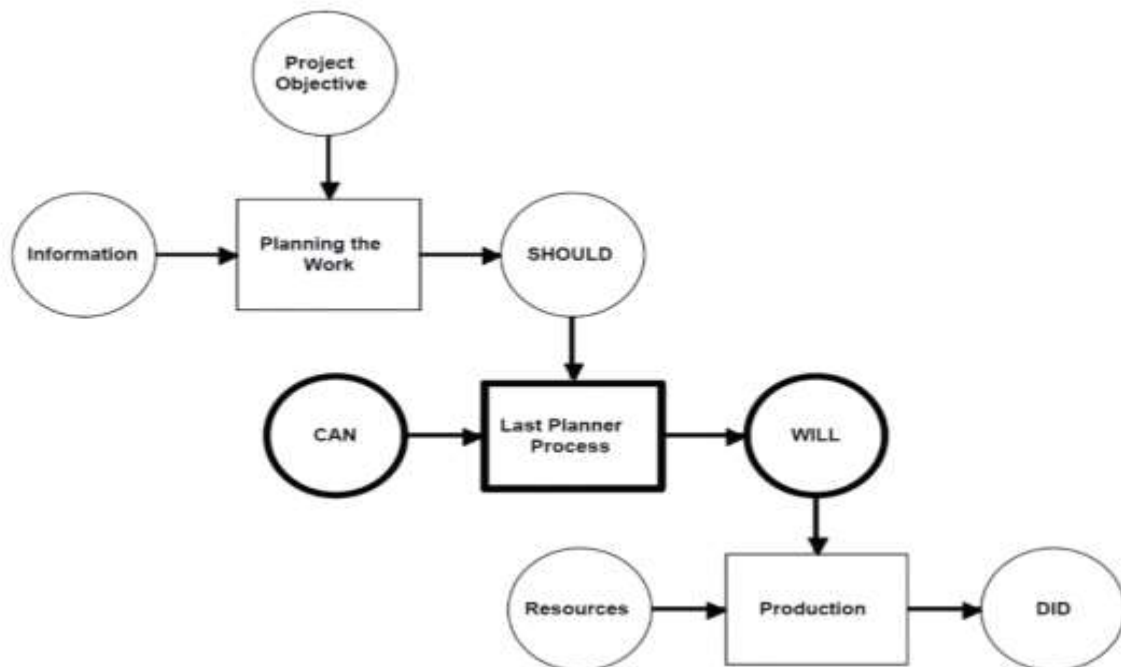 Project
Objective
Information
Planning the
Work
SHOULD
CAN
Last Planner
Process
WILL
Resources
Production
DID